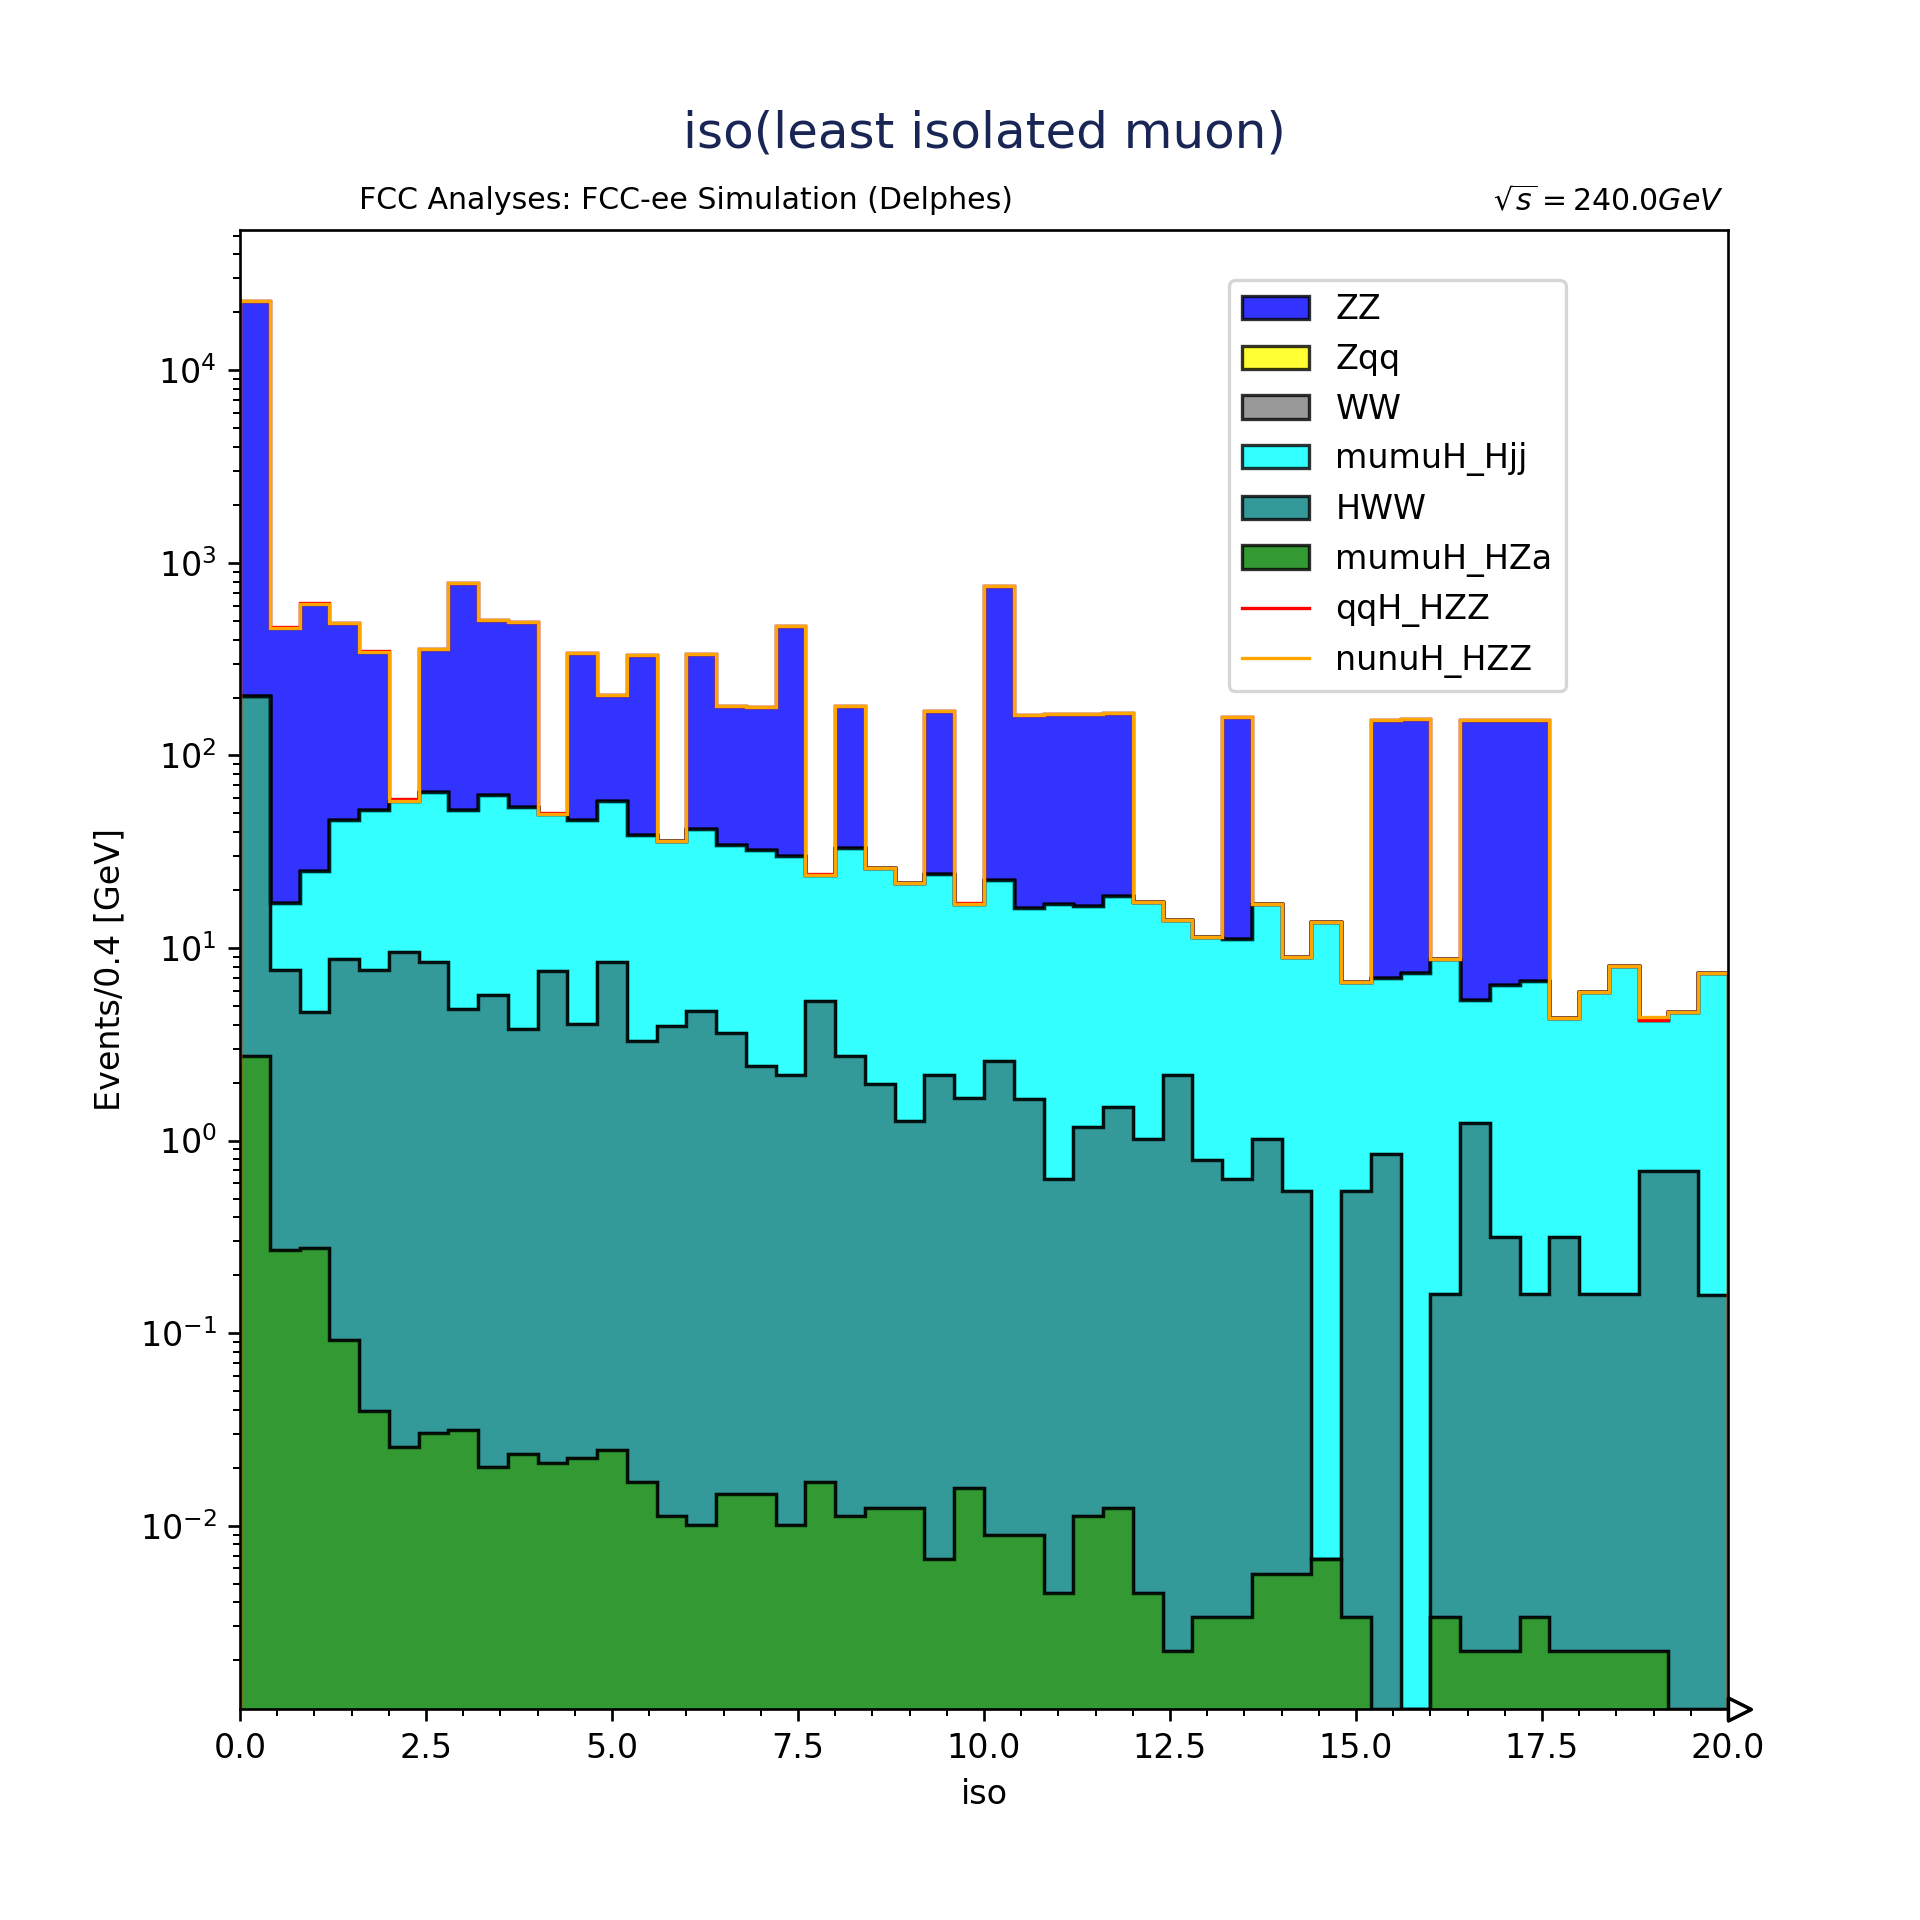 iso(least isolated muon)
FCC Analyses: FCC-ee Simulation (Delphes)
√s = 240.0GeV
Events/0.4 [GeV]
10⁴
10³
10²
10¹
10⁰
10⁻¹
10⁻²
ZZ
Zqq
WW
mumuH_Hjj
HWW
mumuH_HZa
qqH_HZZ
nunuH_HZZ
0.0 2.5 5.0 7.5 10.0 12.5 15.0 17.5 20.0
iso